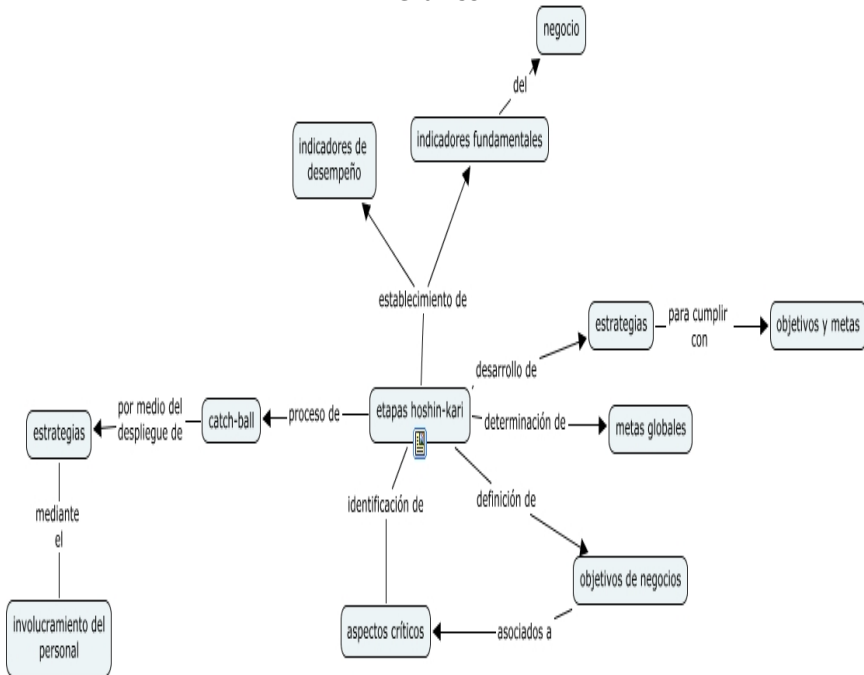 negocio
del
indicadores de
desempeño
indicadores fundamentales
establecimiento de
estrategias
para cumplir
con
objetivos y metas
desarrollo de
etapas hoshin-kari
determinación de
metas globales
proceso de
catch-ball
por medio del
despliegue de
estrategias
mediante
el
involucramiento del
personal
identificación de
definición de
objetivos de negocios
asociados a
aspectos críticos